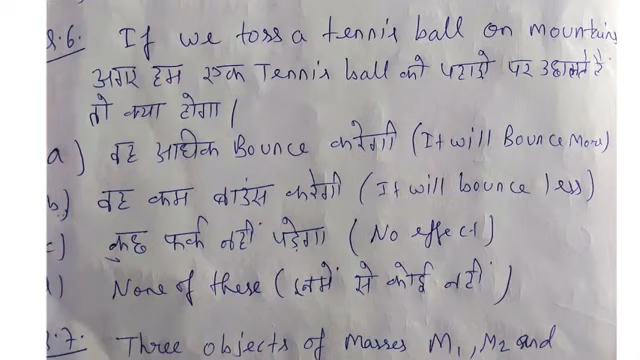 Q.6. If we toss a tennis ball on mountains
अगर हम एक Tennis ball को पहाडो पर उछालते है
तो क्या होगा |
a) वह अधिक Bounce करेगी (It will Bounce More)
b) वह कम बाउंस करेगी (It will bounce less)
c) कुछ फर्क नहीं पड़ेगा (No effect)
d) None of these (इनमें से कोई नहीं)
Q.7. Three objects of masses M1, M2 and